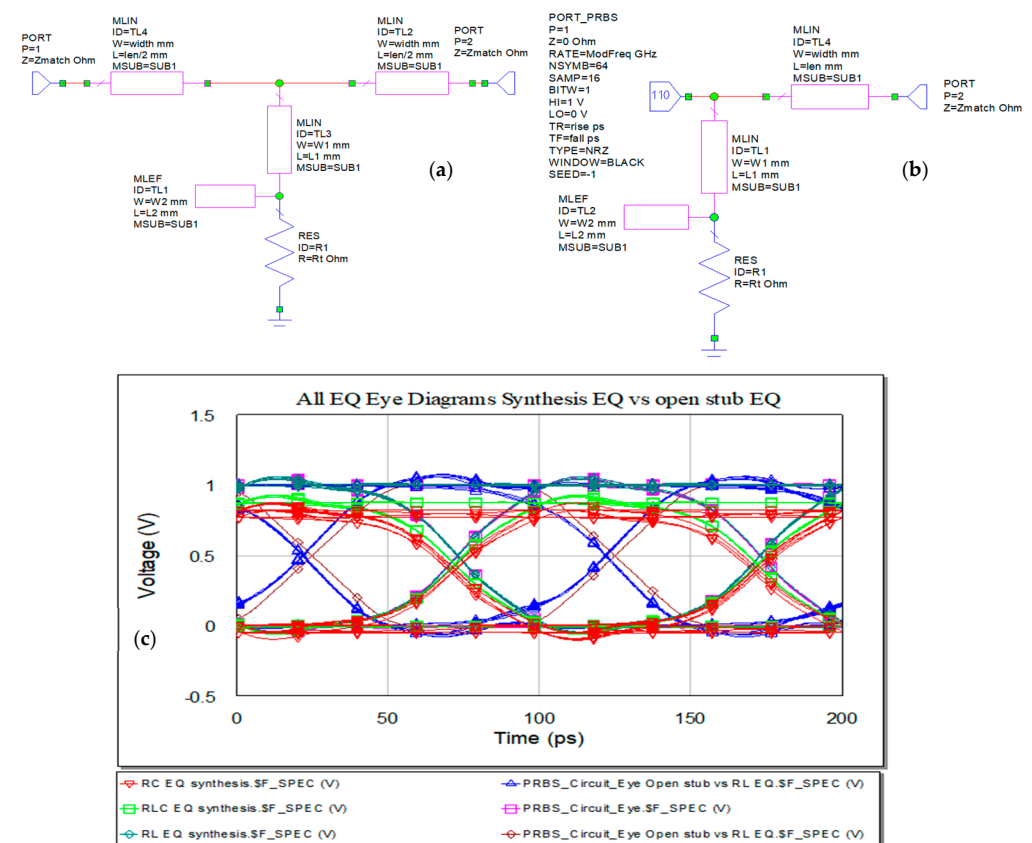 PORT
P=1
Z=Zmatch Ohm
MLIN
ID=TL4
W=width mm
L=len/2 mm
MSUB=SUB1
MLIN
ID=TL2
W=width mm
L=len/2 mm
MSUB=SUB1
PORT
P=2
Z=Zmatch Ohm
MLIN
ID=TL3
W=W1 mm
L=L1 mm
MSUB=SUB1
MLEF
ID=TL1
W=W2 mm
L=L2 mm
MSUB=SUB1
RES
ID=R1
R=Rt Ohm
(a)
PORT_PRBS
P=1
Z=0 Ohm
RATE=ModFreq GHz
NSYMB=64
SAMP=16
BITW=1
HI=1 V
LO=0 V
TR=rise ps
TF=fall ps
TYPE=NRZ
WINDOW=BLACK
SEED=-1
110
MLIN
ID=TL4
W=width mm
L=len mm
MSUB=SUB1
PORT
P=2
Z=Zmatch Ohm
MLIN
ID=TL1
W=W1 mm
L=L1 mm
MSUB=SUB1
MLEF
ID=TL2
W=W2 mm
L=L2 mm
MSUB=SUB1
RES
ID=R1
R=Rt Ohm
(b)
All EQ Eye Diagrams Synthesis EQ vs open stub EQ
1.5
1
0.5
0
-0.5
Voltage (V)
(c)
0 50 100 150 200
Time (ps)
RC EQ synthesis.$F_SPEC (V)
PRBS_Circuit_Eye Open stub vs RL EQ.$F_SPEC (V)
RLC EQ synthesis.$F_SPEC (V)
PRBS_Circuit_Eye.$F_SPEC (V)
RL EQ synthesis.$F_SPEC (V)
PRBS_Circuit_Eye Open stub vs RL EQ.$F_SPEC (V)